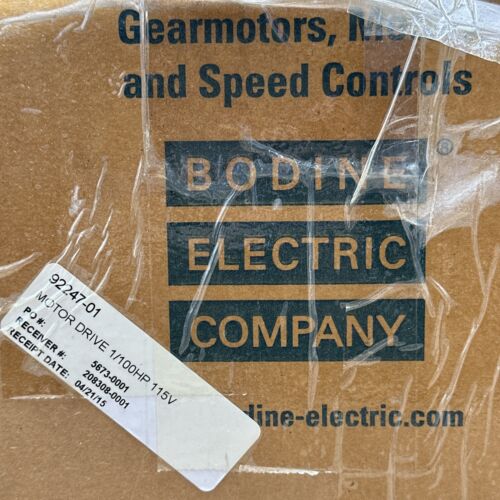 Gearmotors,
and Speed Controls
BODINE
ELECTRIC
COMPANY
®
92247-01
MOTOR DRIVE 1/100HP 115V
PO #: 5673-0001
RECEIVER #: 208308-0001
RECEIPT DATE: 04/21/15
dine-electric.com